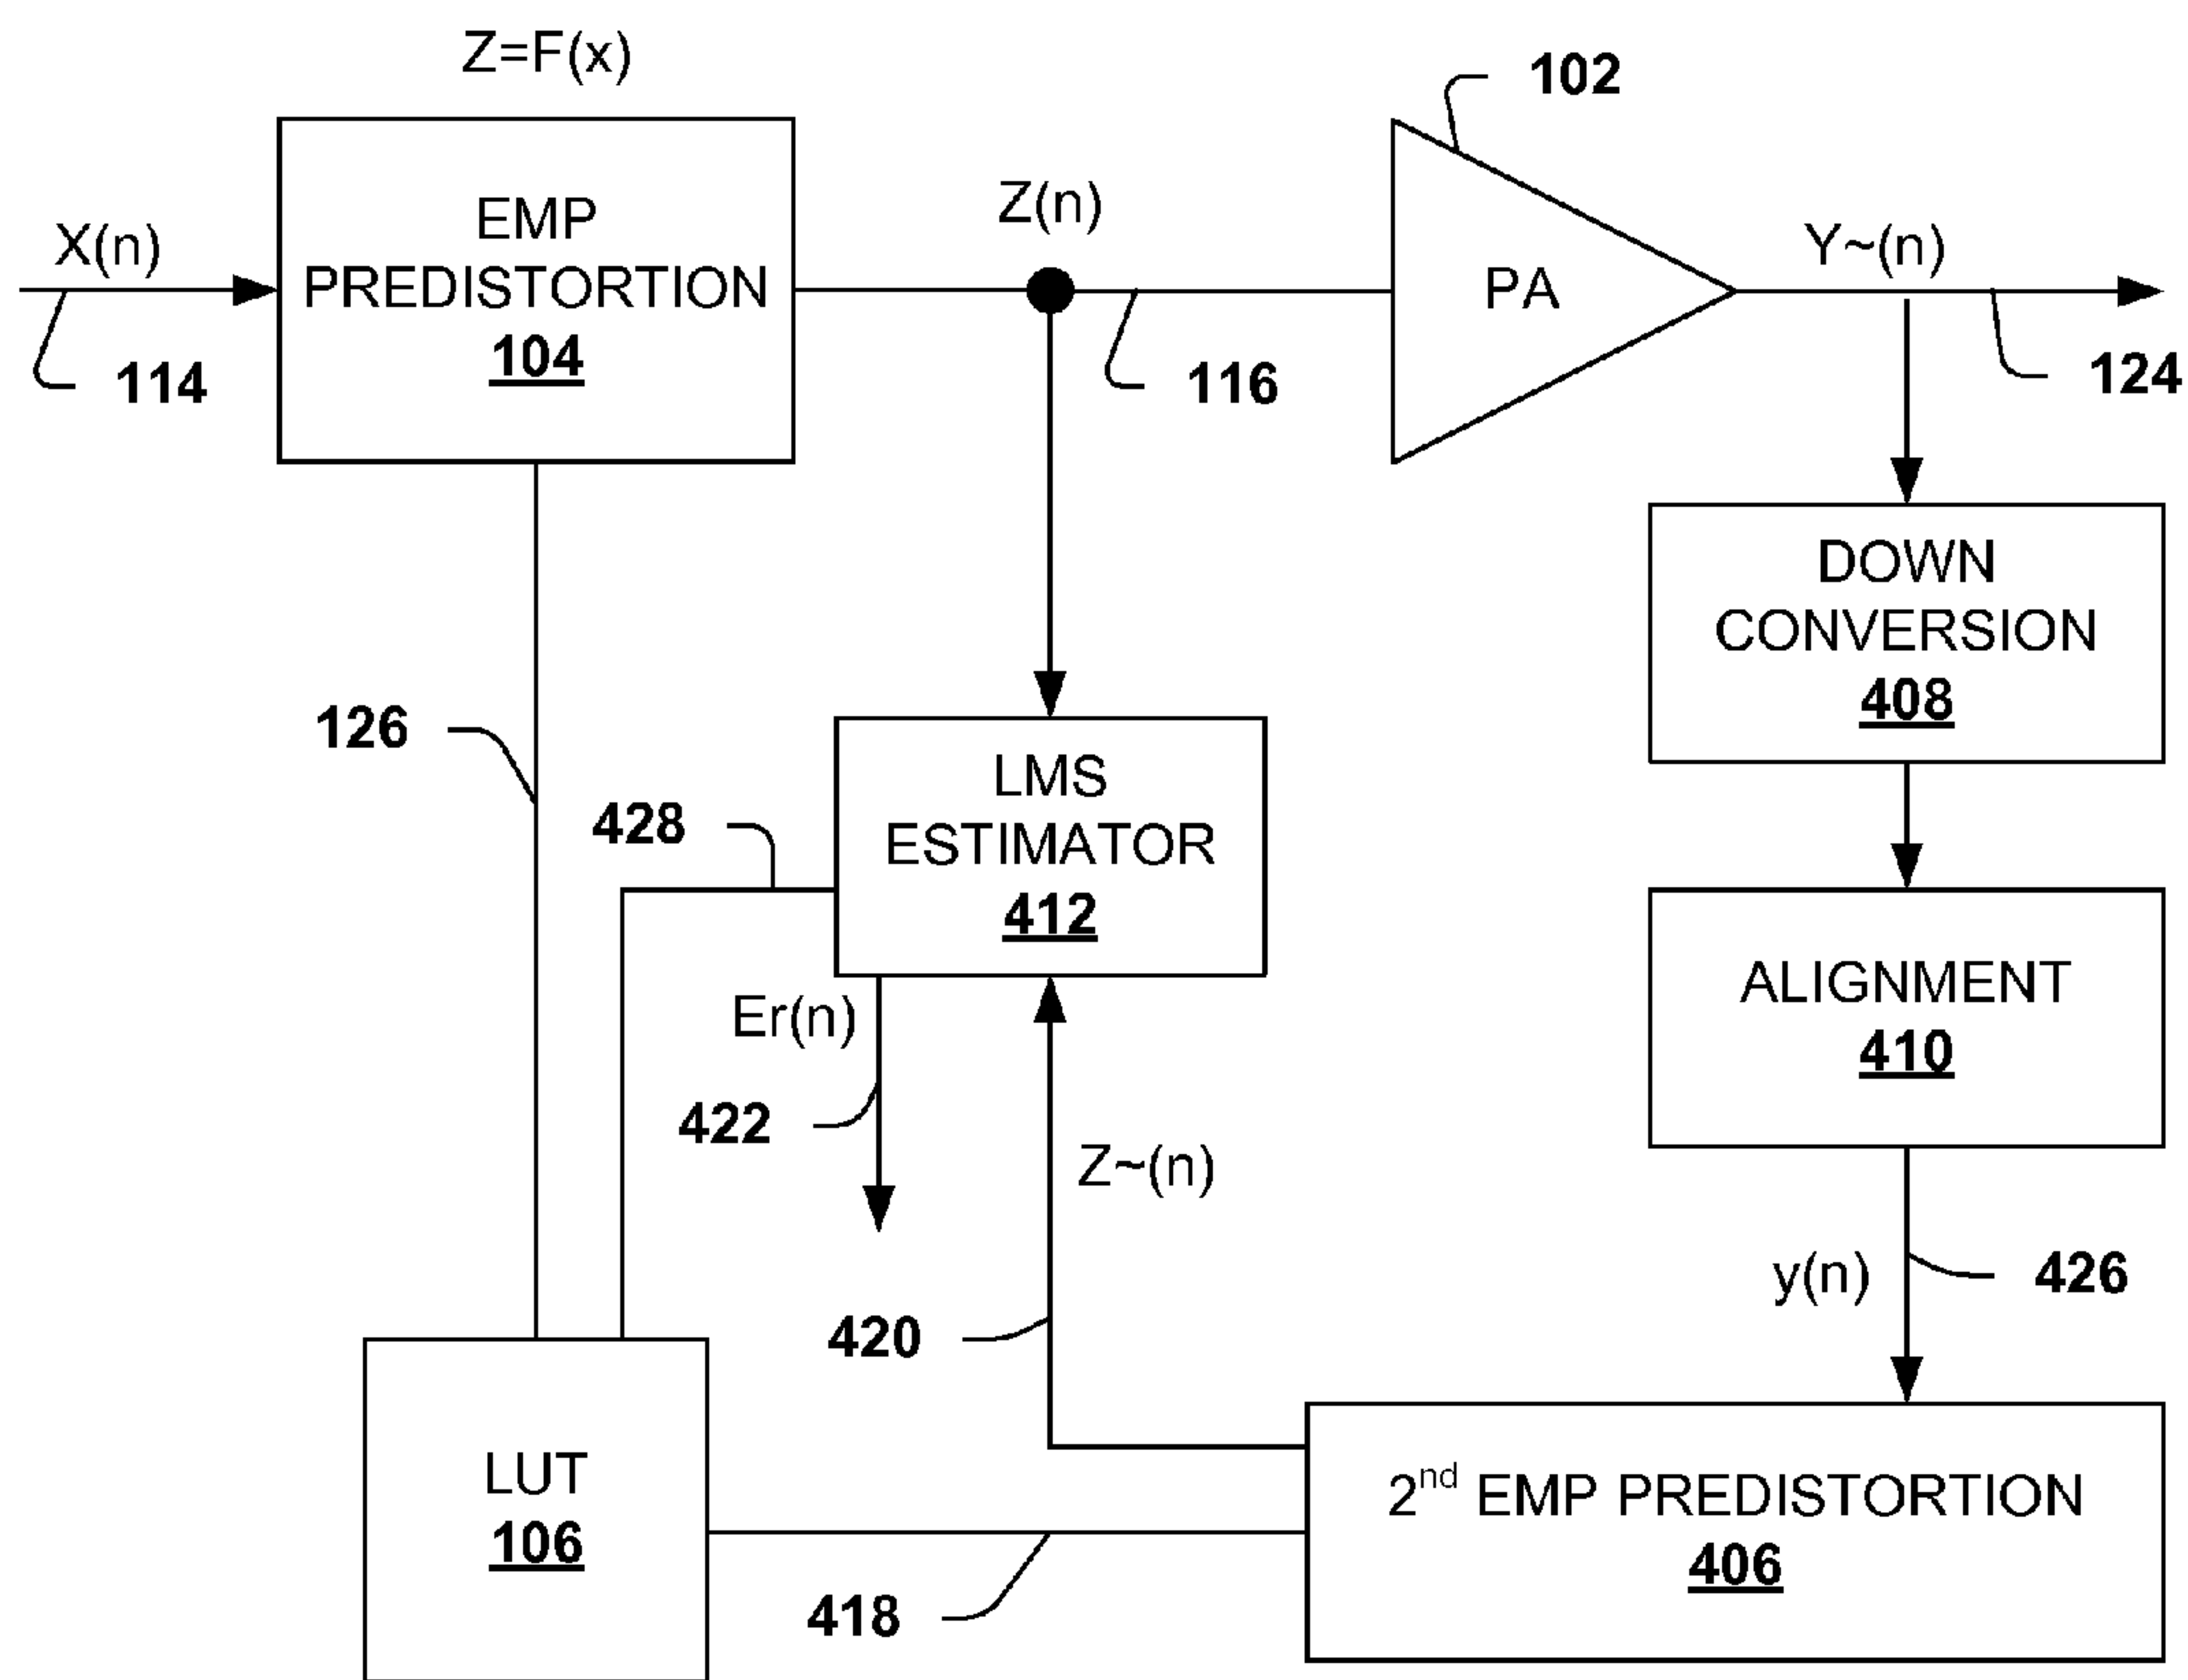 Z=F(x)
102
X(n)
EMP
PREDISTORTION
104
Z(n)
PA
Y~(n)
114
116
124
DOWN
CONVERSION
408
126
428
LMS
ESTIMATOR
412
ALIGNMENT
410
Er(n)
422
Z~(n)
y(n)
426
420
LUT
106
2nd EMP PREDISTORTION
406
418